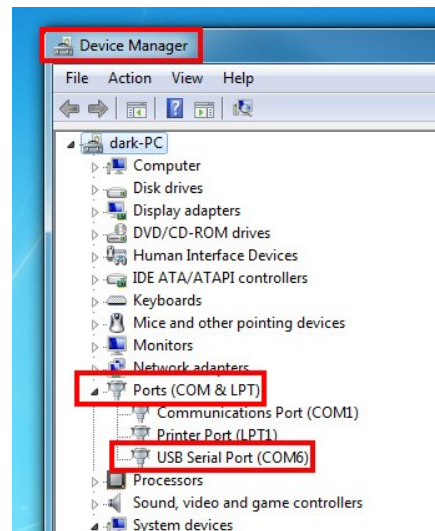 Device Manager
File Action View Help
dark-PC
Computer
Disk drives
Display adapters
DVD/CD-ROM drives
Human Interface Devices
IDE ATA/ATAPI controllers
Keyboards
Mice and other pointing devices
Monitors
Network adapters
Ports (COM & LPT)
Communications Port (COM1)
Printer Port (LPT1)
USB Serial Port (COM6)
Processors
Sound, video and game controllers
System devices